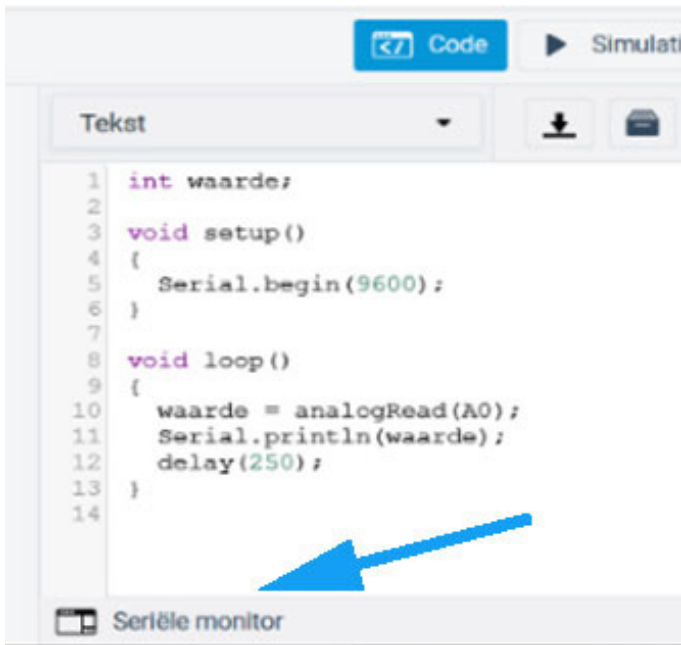 </> Code
Simulati
Tekst
1 int waarde;
2
3 void setup()
4 {
5   Serial.begin(9600);
6 }
7
8 void loop()
9 {
10   waarde = analogRead(A0);
11   Serial.println(waarde);
12   delay(250);
13 }
14
Seriële monitor